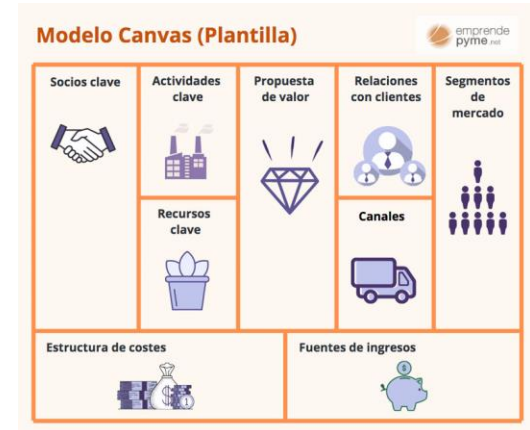 Modelo Canvas (Plantilla)
emprende
pyme.net
Socios clave
Actividades
clave
Propuesta
de valor
Relaciones
con clientes
Segmentos
de
mercado
Recursos
clave
Canales
Estructura de costes
$
1
Fuentes de ingresos
$